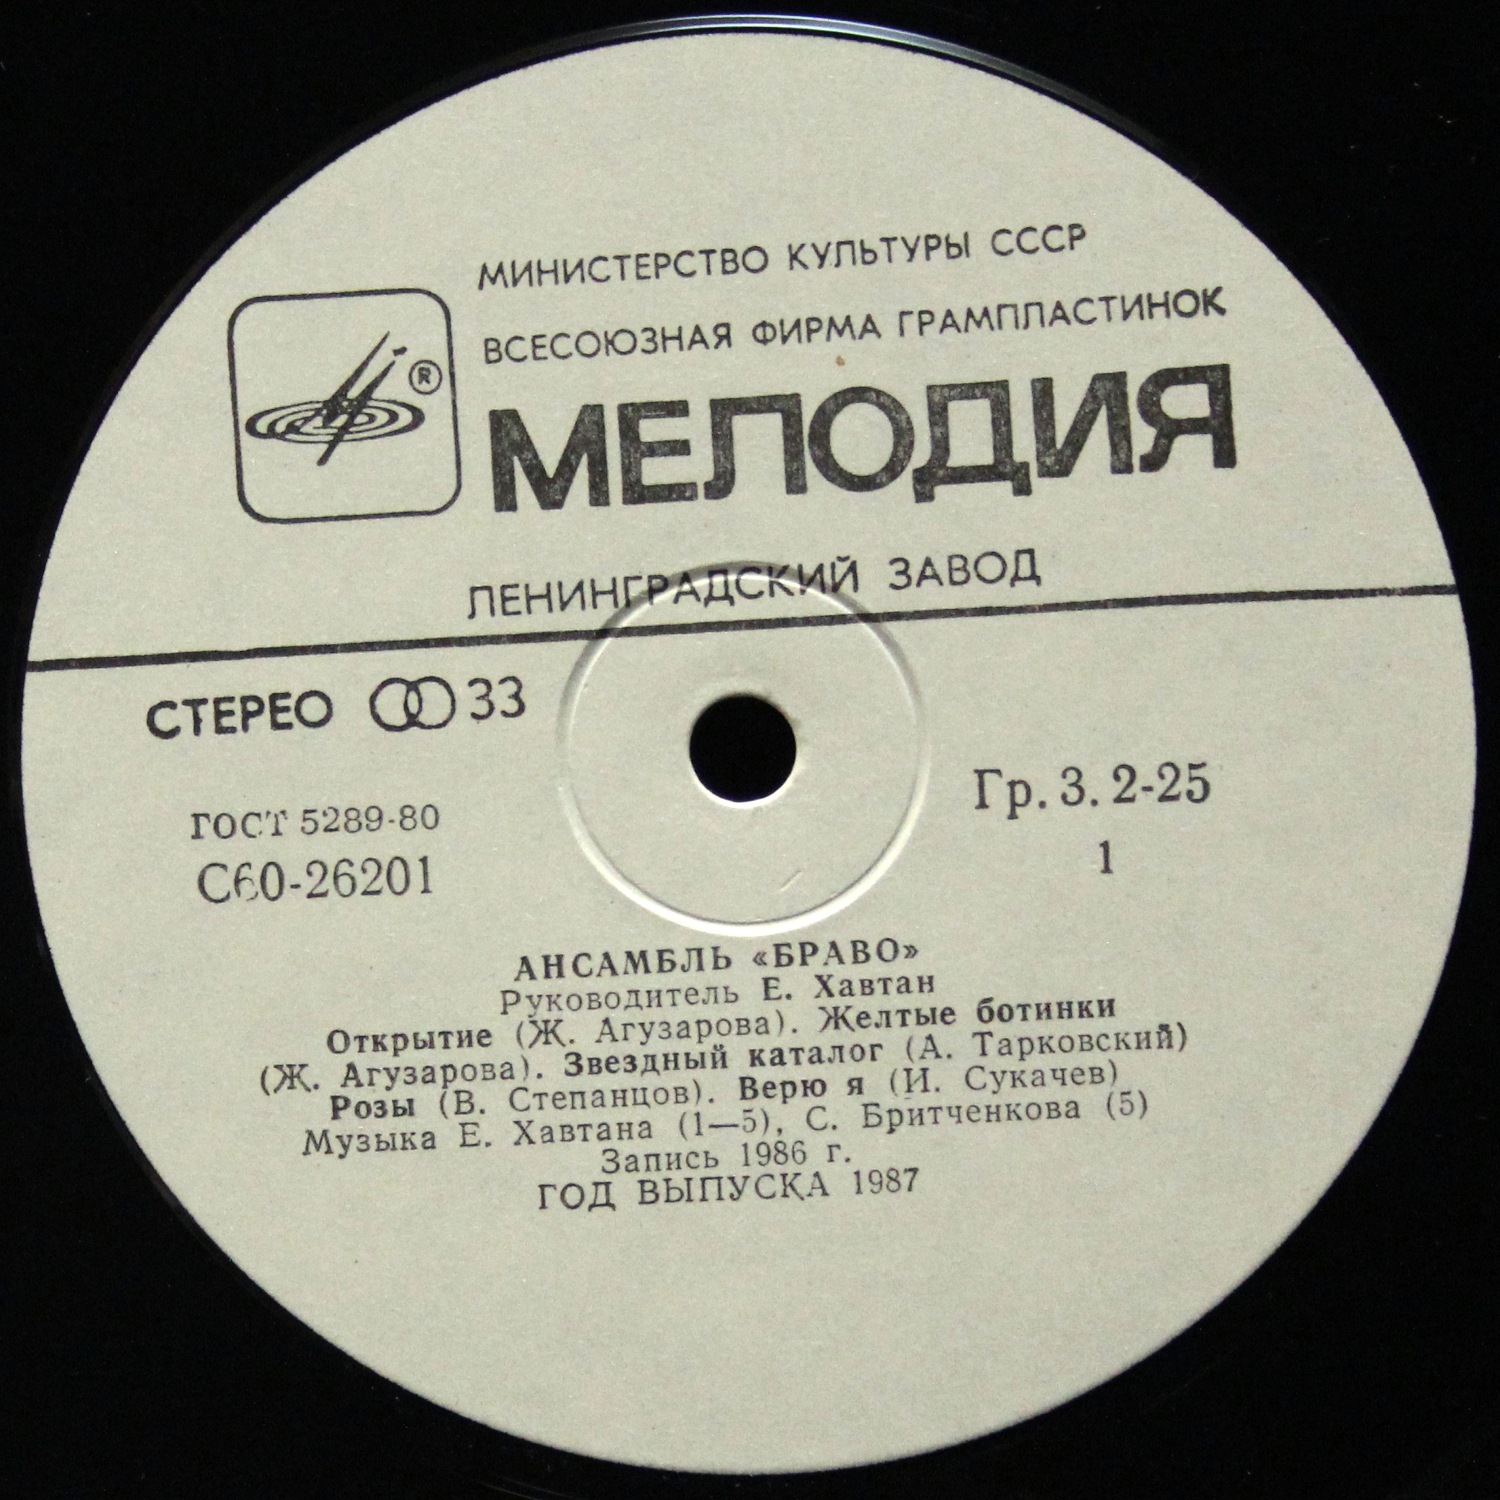 МИНИСТЕРСТВО КУЛЬТУРЫ СССР
ВСЕСОЮЗНАЯ ФИРМА ГРАМПЛАСТИНОК
®
МЕЛОДИЯ
ЛЕНИНГРАДСКИЙ ЗАВОД
СТЕРЕО 33
Гр. 3. 2-25
ГОСТ 5289-80
1
С60-26201
АНСАМБЛЬ «БРАВО»
Руководитель Е. Хавтан
Открытие (Ж. Агузарова). Желтые ботинки
(Ж. Агузарова). Звездный каталог (А. Тарковский)
Розы (В. Степанцов). Верю я (И. Сукачев)
Музыка Е. Хавтана (1—5), С. Бритченкова (5)
Запись 1986 г.
ГОД ВЫПУСКА 1987